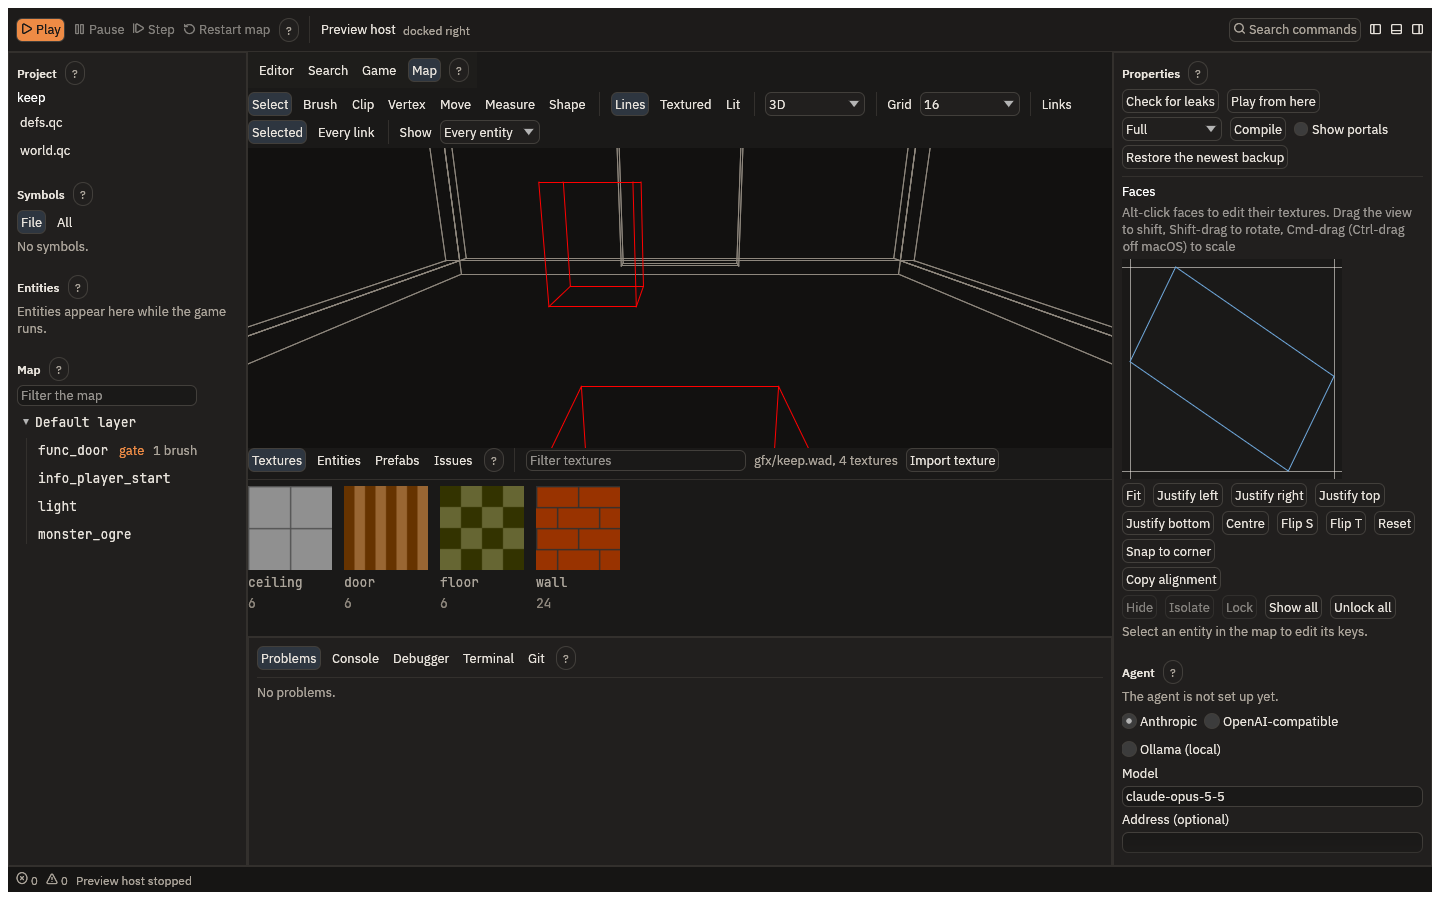 Play Pause Step Restart map ? Preview host docked right Search commands
Project ?
keep
defs.qc
world.qc
Symbols ?
File All
No symbols.
Entities ?
Entities appear here while the game
runs.
Map ?
Filter the map
Default layer
func_door gate 1 brush
info_player_start
light
monster_ogre
Editor Search Game Map ?
Select Brush Clip Vertex Move Measure Shape Lines Textured Lit 3D Grid 16 Links
Selected Every link Show Every entity
Textures Entities Prefabs Issues ? Filter textures gfx/keep.wad, 4 textures Import texture
ceiling door floor wall
6 6 6 24
Problems Console Debugger Terminal Git ?
No problems.
Properties ?
Check for leaks Play from here
Full Compile Show portals
Restore the newest backup
Faces
Alt-click faces to edit their textures. Drag the view
to shift, Shift-drag to rotate, Cmd-drag (Ctrl-drag
off macOS) to scale
Fit Justify left Justify right Justify top
Justify bottom Centre Flip S Flip T Reset
Snap to corner
Copy alignment
Hide Isolate Lock Show all Unlock all
Select an entity in the map to edit its keys.
Agent ?
The agent is not set up yet.
Anthropic OpenAI-compatible
Ollama (local)
Model
claude-opus-5-5
Address (optional)
0 0 Preview host stopped